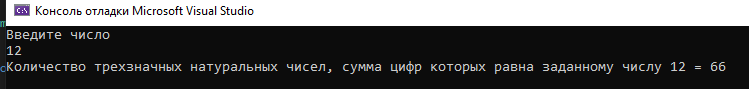 Консоль отладки Microsoft Visual Studio
Введите число
12
Количество трехзначных натуральных чисел, сумма цифр которых равна заданному числу 12 = 66